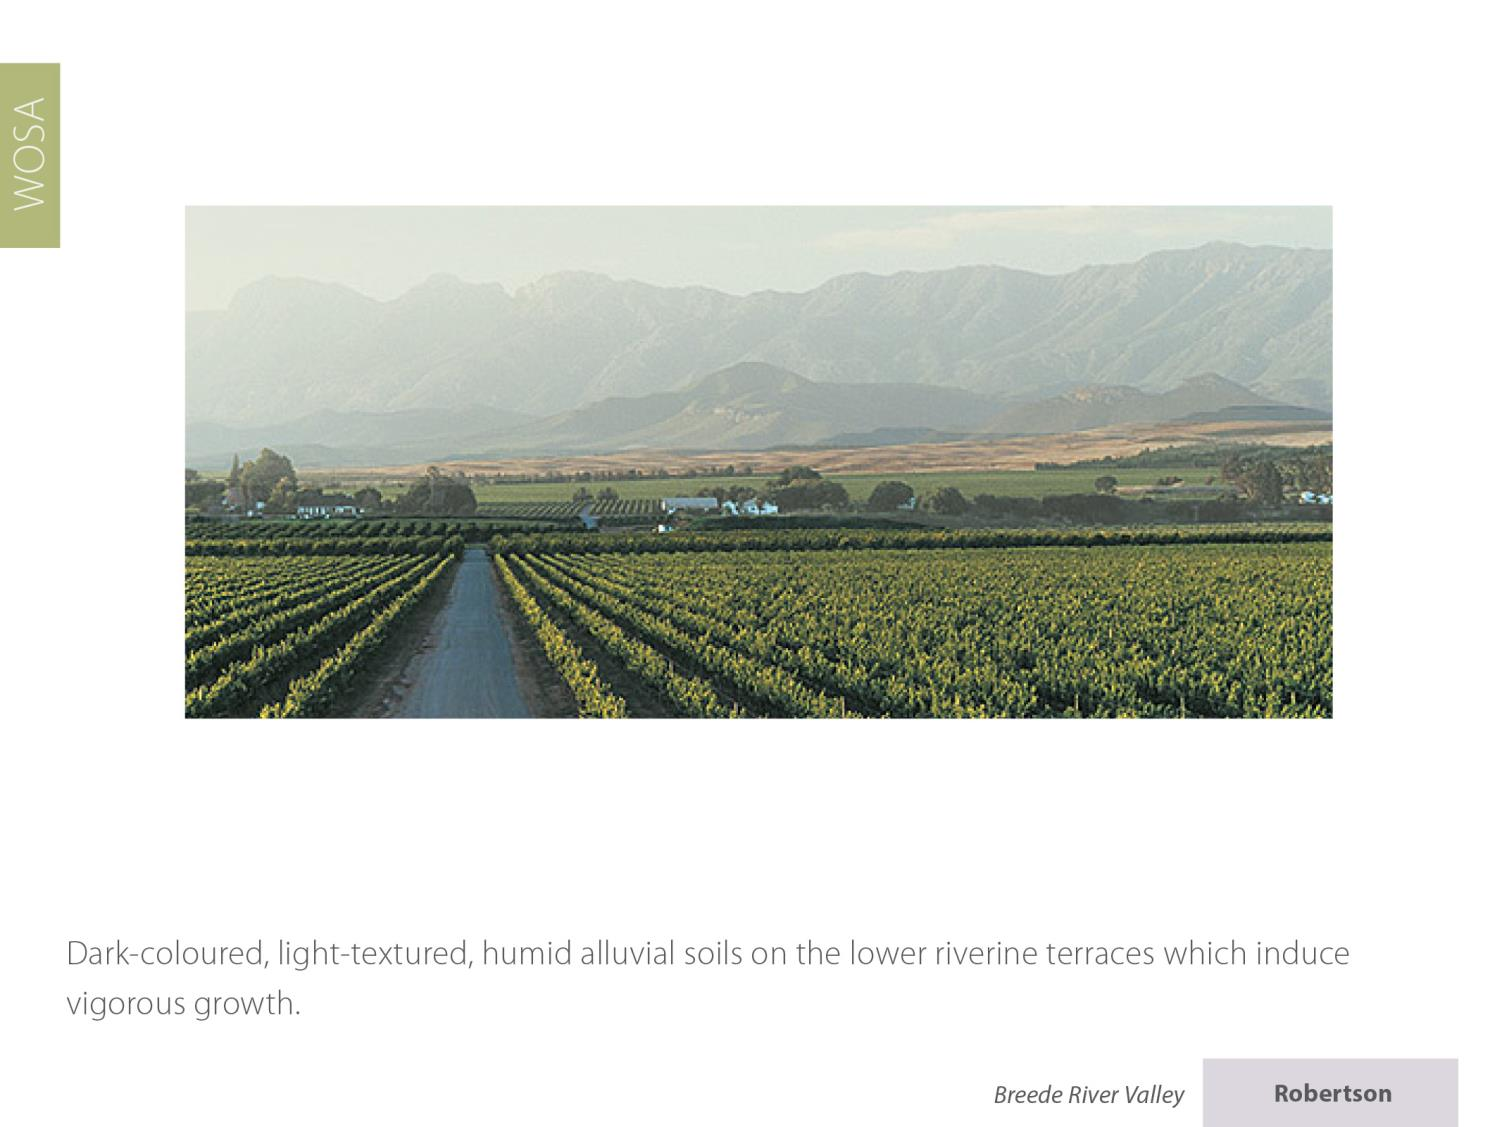 WOSA
Dark-coloured, light-textured, humid alluvial soils on the lower riverine terraces which induce
vigorous growth.
Breede River Valley
Robertson